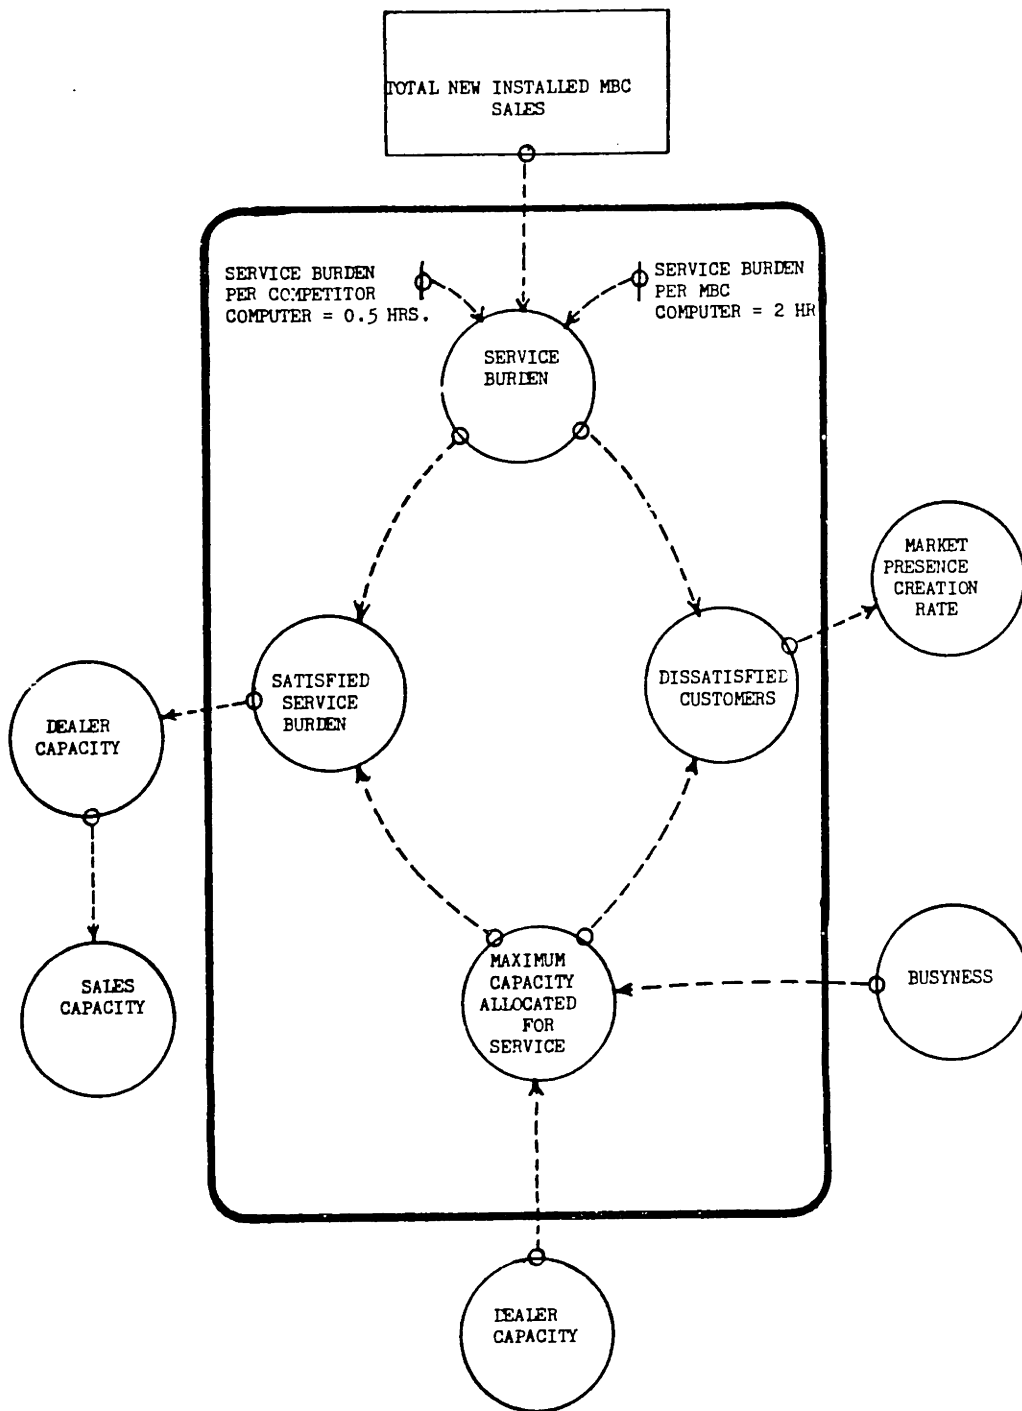 TOTAL NEW INSTALLED MBC
SALES
SERVICE BURDEN
PER COMPETITOR
COMPUTER = 0.5 HRS.
SERVICE BURDEN
PER MBC
COMPUTER = 2 HR
SERVICE
BURDEN
MARKET
PRESENCE
CREATION
RATE
SATISFIED
SERVICE
BURDEN
DISSATISFIED
CUSTOMERS
DEALER
CAPACITY
MAXIMUM
CAPACITY
ALLOCATED
FOR
SERVICE
BUSYNESS
SALES
CAPACITY
DEALER
CAPACITY